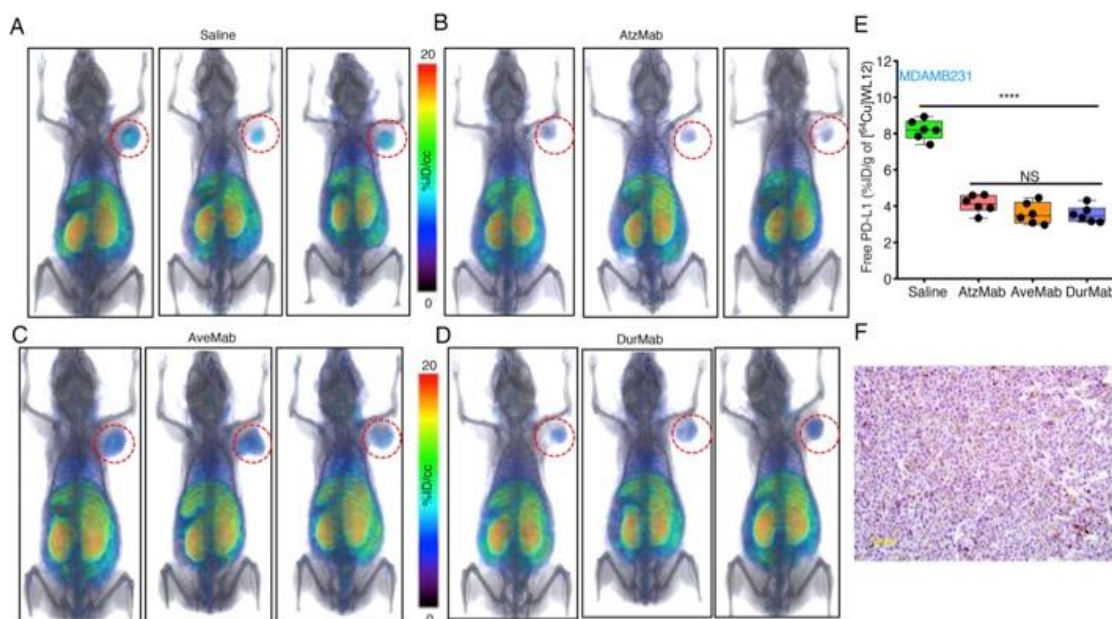 A
Saline
20
%ID/cc
0
B
AtzMab
C
AveMab
20
%ID/cc
0
D
DurMab
E
Free PD-L1 (%ID/g of [⁶⁴Cu]WL12)
12
10
8
6
4
2
0
MDAMB231
****
NS
Saline AtzMab AveMab DurMab
F